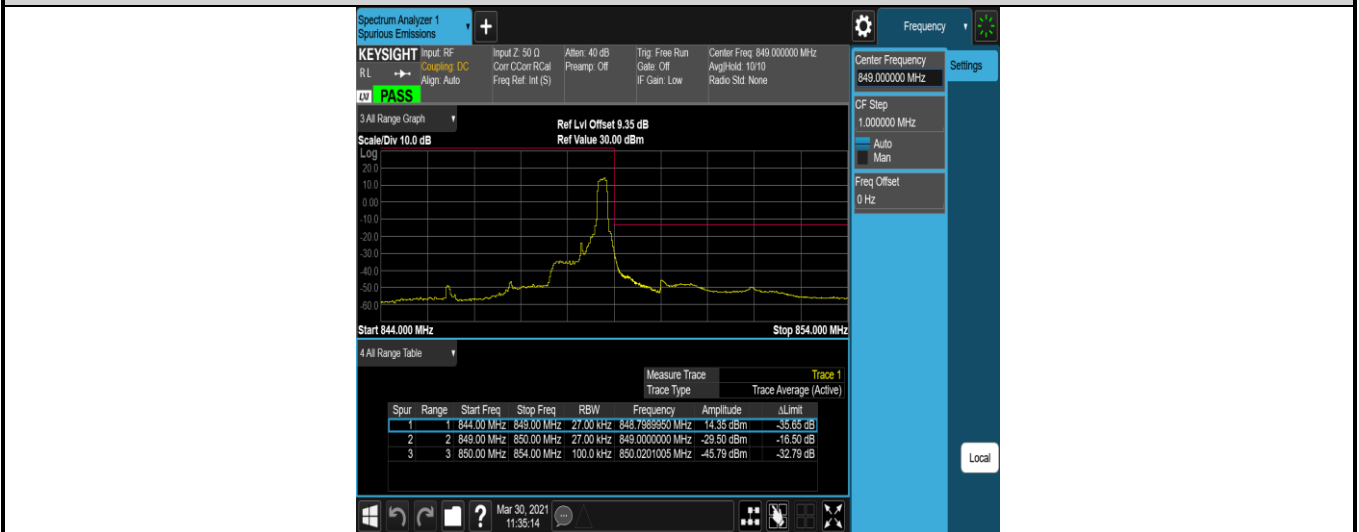 Spectrum Analyzer 1
Spurious Emissions
Frequency
KEYSIGHT Input: RF Input Z: 50 Ω Atten: 40 dB Trig: Free Run Center Freq: 849.000000 MHz
R L Coupling: DC Corr CCorr RCal Preamp: Off Gate: Off Avg|Hold: 10/10
Align: Auto Freq Ref: Int (S) IF Gain: Low Radio Std: None
LXI PASS
Center Frequency
849.000000 MHz
Settings
CF Step
1.000000 MHz
Auto
Man
Freq Offset
0 Hz
3 All Range Graph
Ref Lvl Offset 9.35 dB
Scale/Div 10.0 dB Ref Value 30.00 dBm
Log
20.0
10.0
0.00
-10.0
-20.0
-30.0
-40.0
-50.0
-60.0
Start 844.000 MHz Stop 854.000 MHz
4 All Range Table
Measure Trace Trace 1
Trace Type Trace Average (Active)
Spur Range Start Freq Stop Freq RBW Frequency Amplitude ΔLimit
1 1 844.00 MHz 849.00 MHz 27.00 kHz 848.7989950 MHz 14.35 dBm -35.65 dB
2 2 849.00 MHz 850.00 MHz 27.00 kHz 849.0000000 MHz -29.50 dBm -16.50 dB
3 3 850.00 MHz 854.00 MHz 100.0 kHz 850.0201005 MHz -45.79 dBm -32.79 dB
Local
? Mar 30, 2021
11:35:14